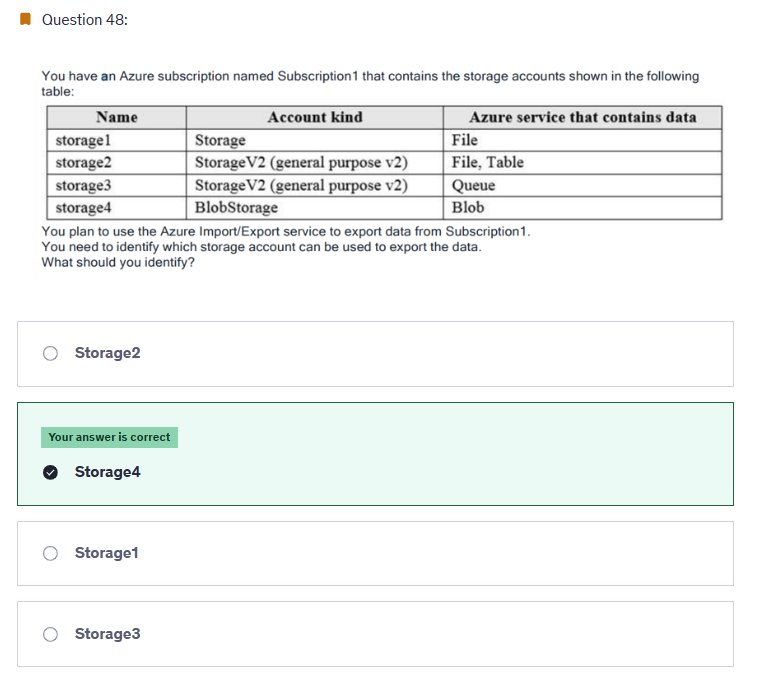 Question 48:
You have an Azure subscription named Subscription1 that contains the storage accounts shown in the following
table:
Name Account kind Azure service that contains data
storage1 Storage File
storage2 StorageV2 (general purpose v2) File, Table
storage3 StorageV2 (general purpose v2) Queue
storage4 BlobStorage Blob
You plan to use the Azure Import/Export service to export data from Subscription1.
You need to identify which storage account can be used to export the data.
What should you identify?
Storage2
Your answer is correct
Storage4
Storage1
Storage3